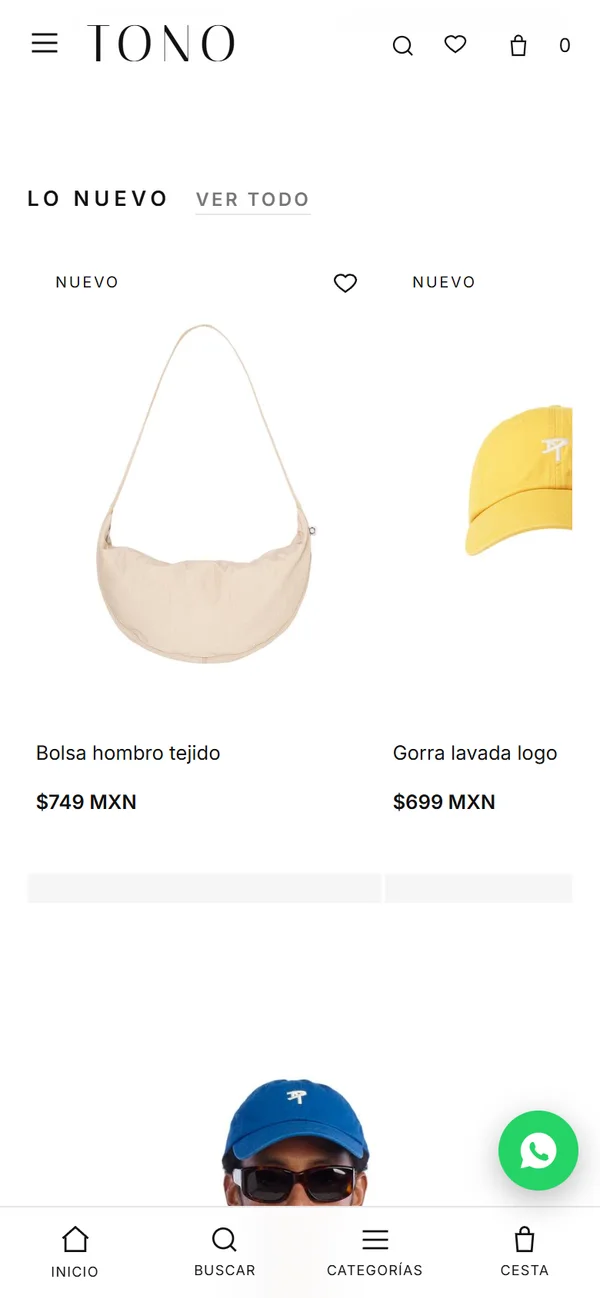 TONO
0
LO NUEVO VER TODO
NUEVO NUEVO
Bolsa hombro tejido Gorra lavada logo
$749 MXN $699 MXN
INICIO BUSCAR CATEGORÍAS CESTA